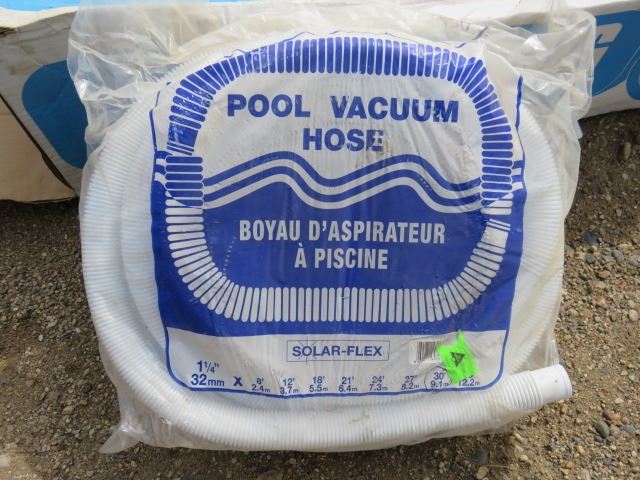 POOL VACUUM
HOSE
BOYAU D'ASPIRATEUR
À PISCINE
SOLAR-FLEX
1¼" 8' 12' 18' 21' 24' 27' 30'
32mm X 2.4m 3.7m 5.5m 6.4m 7.3m 8.2m 9.1m 12.2m